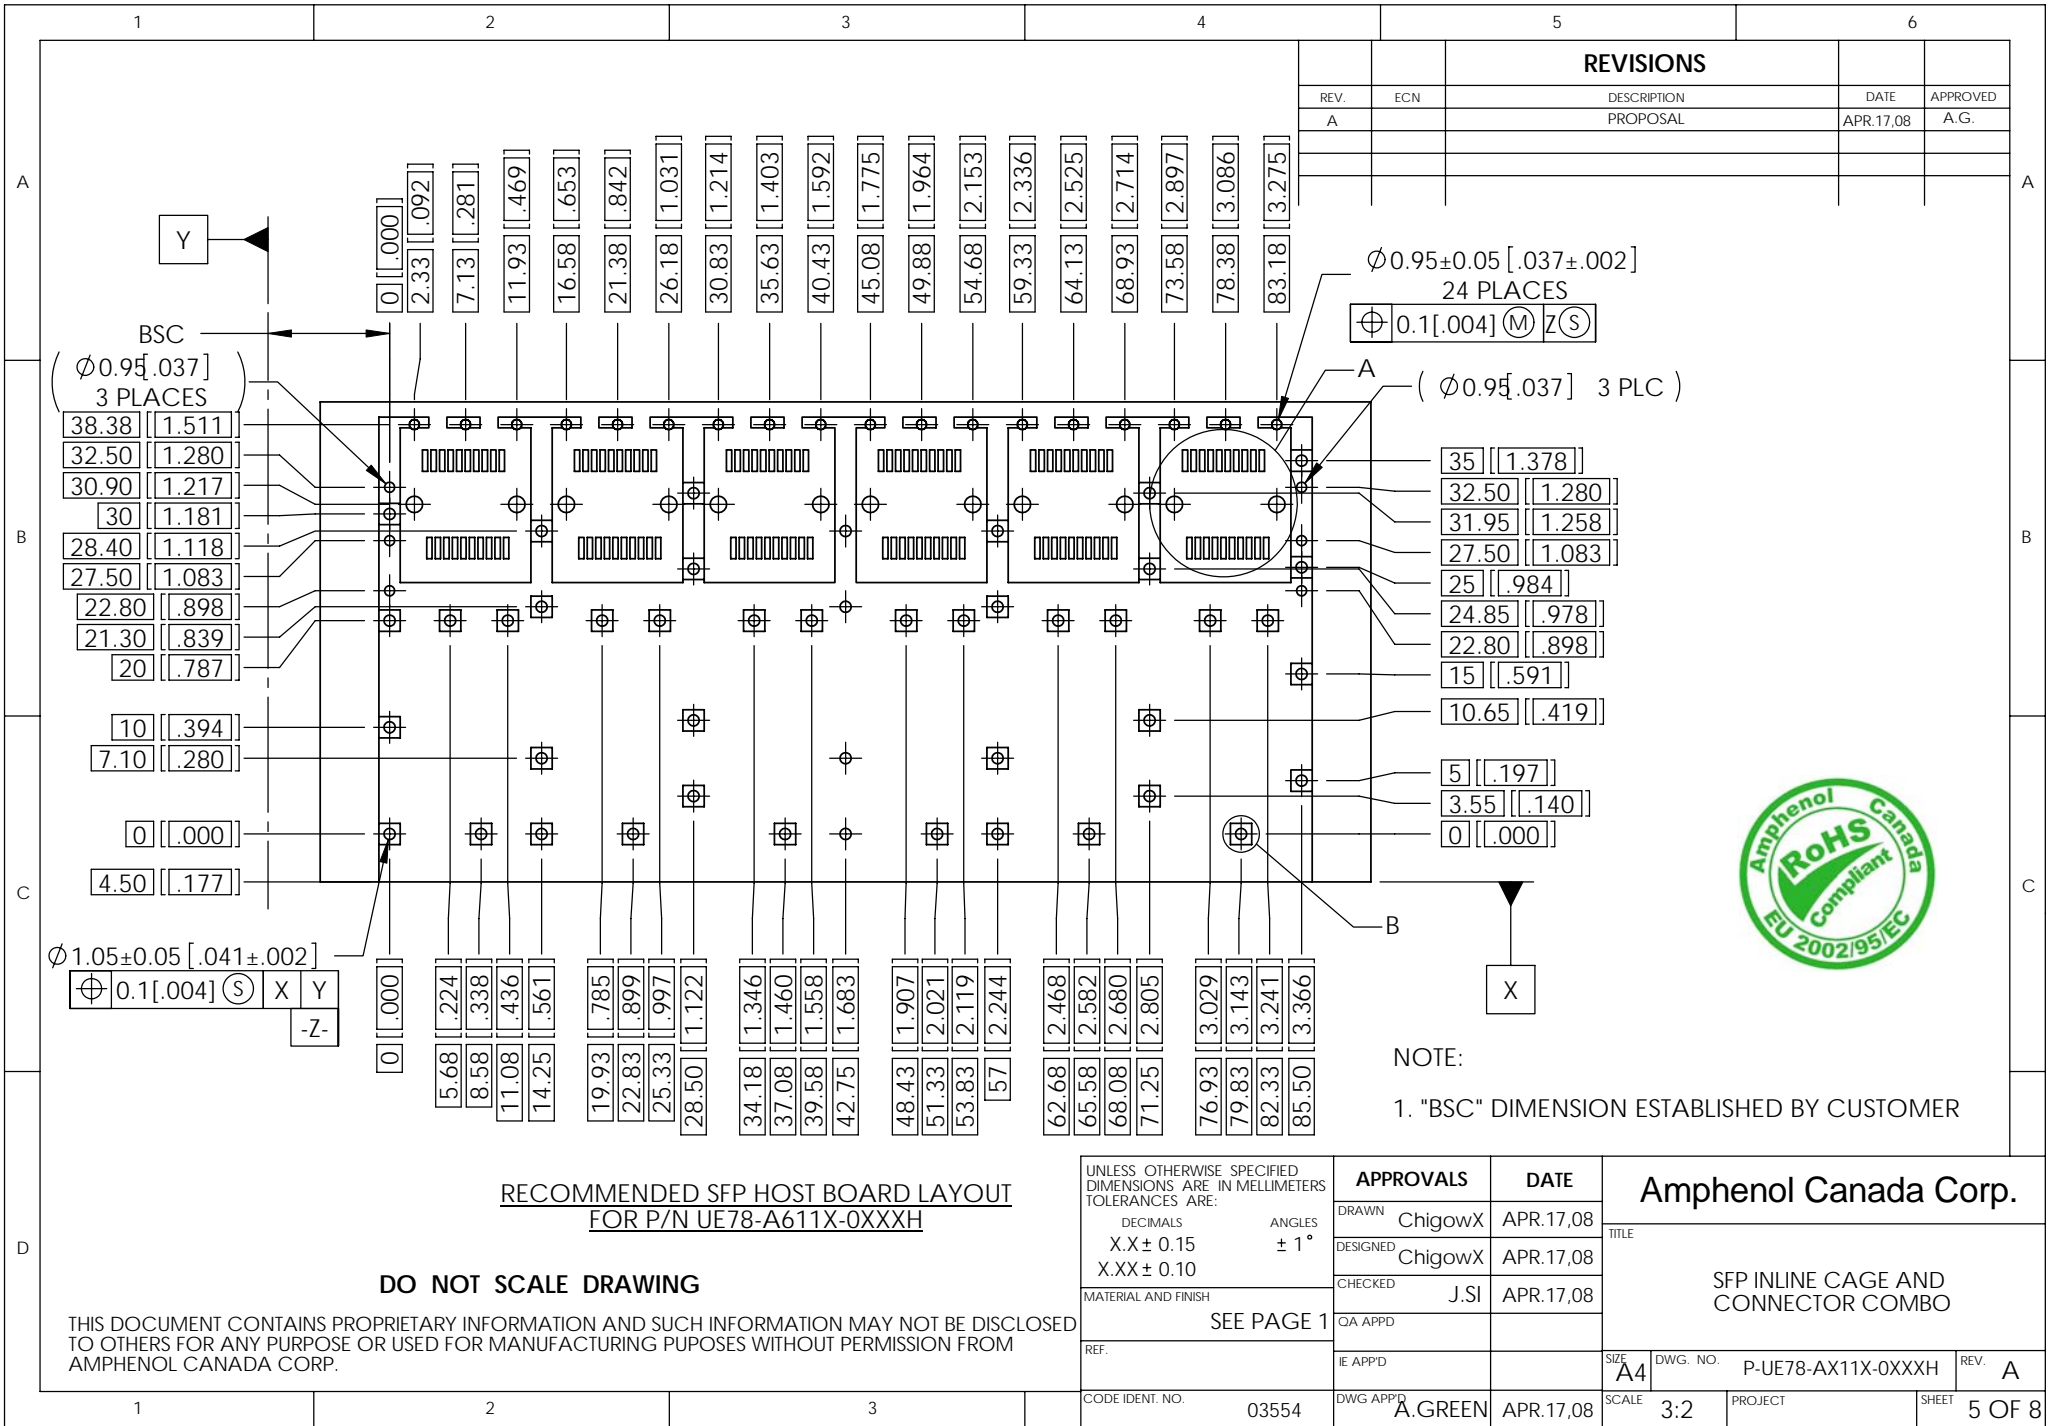 1 2 3 4 5 6
REVISIONS
REV. ECN DESCRIPTION DATE APPROVED
A PROPOSAL APR.17,08 A.G.
A A
B B
C C
D
Y
BSC
0 [.000]
2.33 [.092]
7.13 [.281]
11.93 [.469]
16.58 [.653]
21.38 [.842]
26.18 [1.031]
30.83 [1.214]
35.63 [1.403]
40.43 [1.592]
45.08 [1.775]
49.88 [1.964]
54.68 [2.153]
59.33 [2.336]
64.13 [2.525]
68.93 [2.714]
73.58 [2.897]
78.38 [3.086]
83.18 [3.275]
Ø0.95±0.05 [.037±.002]
24 PLACES
⌖ 0.1[.004] Ⓜ Z Ⓢ
A
( Ø0.95[.037] 3 PLC )
( Ø0.95[.037]
3 PLACES )
38.38 [1.511]
32.50 [1.280]
30.90 [1.217]
30 [1.181]
28.40 [1.118]
27.50 [1.083]
22.80 [.898]
21.30 [.839]
20 [.787]
10 [.394]
7.10 [.280]
0 [.000]
4.50 [.177]
35 [1.378]
32.50 [1.280]
31.95 [1.258]
27.50 [1.083]
25 [.984]
24.85 [.978]
22.80 [.898]
15 [.591]
10.65 [.419]
5 [.197]
3.55 [.140]
0 [.000]
B
X
Ø1.05±0.05 [.041±.002]
⌖ 0.1[.004] Ⓢ X Y
-Z-
0 [.000]
5.68 [.224]
8.58 [.338]
11.08 [.436]
14.25 [.561]
19.93 [.785]
22.83 [.899]
25.33 [.997]
28.50 [1.122]
34.18 [1.346]
37.08 [1.460]
39.58 [1.558]
42.75 [1.683]
48.43 [1.907]
51.33 [2.021]
53.83 [2.119]
57 [2.244]
62.68 [2.468]
65.58 [2.582]
68.08 [2.680]
71.25 [2.805]
76.93 [3.029]
79.83 [3.143]
82.33 [3.241]
85.50 [3.366]
Amphenol Canada
RoHS
Compliant
EU 2002/95/EC
NOTE:
1. "BSC" DIMENSION ESTABLISHED BY CUSTOMER
RECOMMENDED SFP HOST BOARD LAYOUT
FOR P/N UE78-A611X-0XXXH
DO NOT SCALE DRAWING
THIS DOCUMENT CONTAINS PROPRIETARY INFORMATION AND SUCH INFORMATION MAY NOT BE DISCLOSED
TO OTHERS FOR ANY PURPOSE OR USED FOR MANUFACTURING PUPOSES WITHOUT PERMISSION FROM
AMPHENOL CANADA CORP.
UNLESS OTHERWISE SPECIFIED
DIMENSIONS ARE IN MELLIMETERS
TOLERANCES ARE:
DECIMALS ANGLES
X.X ± 0.15 ± 1°
X.XX ± 0.10
MATERIAL AND FINISH
SEE PAGE 1
REF.
CODE IDENT. NO. 03554
APPROVALS DATE
DRAWN ChigowX APR.17,08
DESIGNED ChigowX APR.17,08
CHECKED J.SI APR.17,08
QA APPD
IE APP'D
DWG APP'D A.GREEN APR.17,08
Amphenol Canada Corp.
TITLE
SFP INLINE CAGE AND
CONNECTOR COMBO
SIZE A4 DWG. NO. P-UE78-AX11X-0XXXH REV. A
SCALE 3:2 PROJECT SHEET 5 OF 8
1 2 3